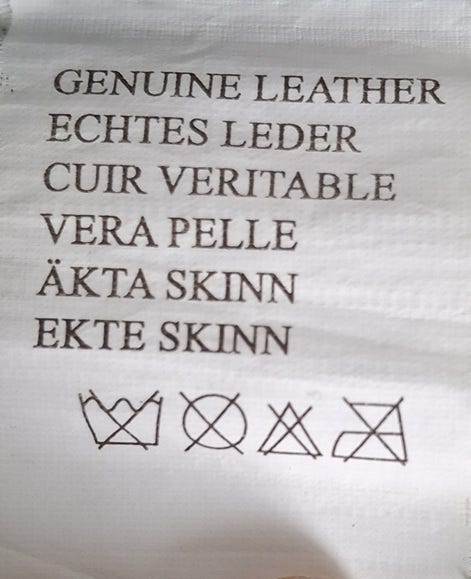 GENUINE LEATHER
ECHTES LEDER
CUIR VERITABLE
VERA PELLE
ÄKTA SKINN
EKTE SKINN